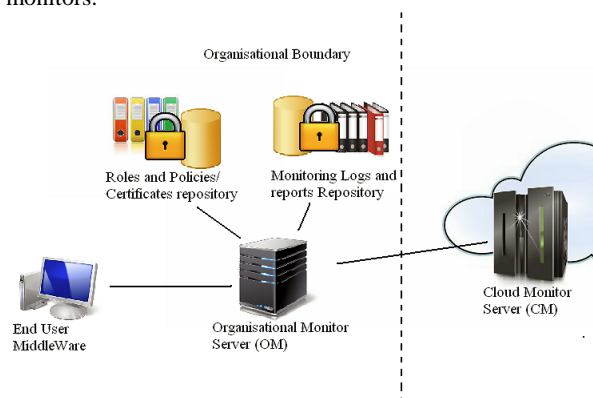 monitors.
Organisational Boundary
Roles and Policies/
Certificates repository
Monitoring Logs and
reports Repository
Cloud Monitor
Server (CM)
End User
MiddleWare
Organisational Monitor
Server (OM)
.